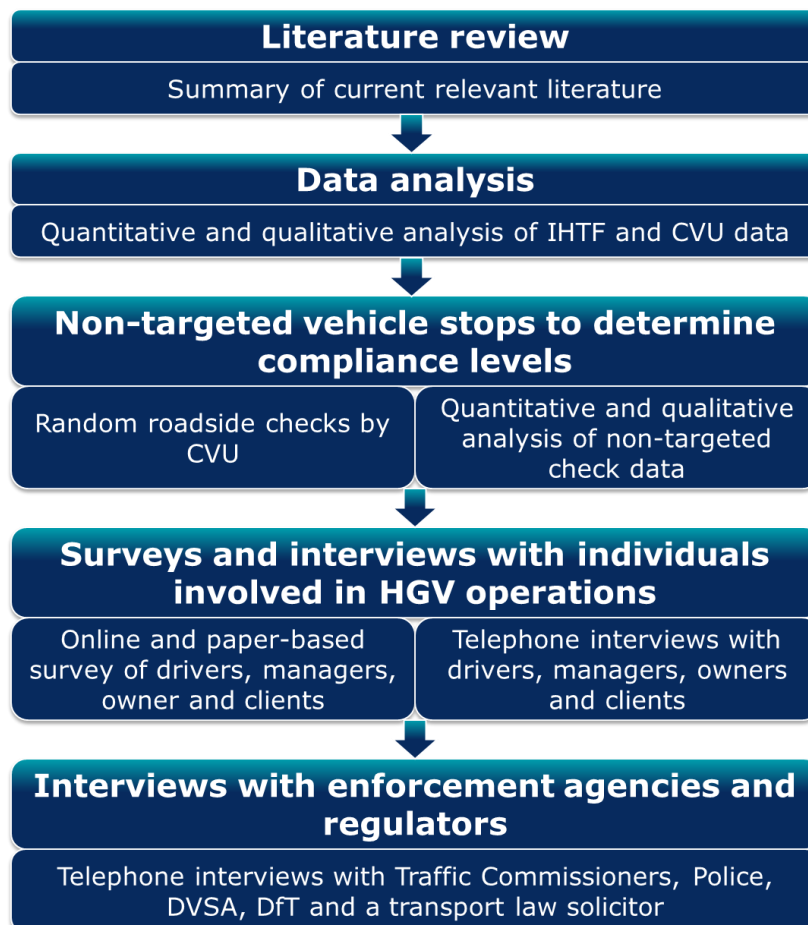 Literature review
Summary of current relevant literature
Data analysis
Quantitative and qualitative analysis of IHTF and CVU data
Non-targeted vehicle stops to determine
compliance levels
Random roadside checks by
CVU
Quantitative and qualitative
analysis of non-targeted
check data
Surveys and interviews with individuals
involved in HGV operations
Online and paper-based
survey of drivers, managers,
owner and clients
Telephone interviews with
drivers, managers, owners
and clients
Interviews with enforcement agencies and
regulators
Telephone interviews with Traffic Commissioners, Police,
DVSA, DfT and a transport law solicitor